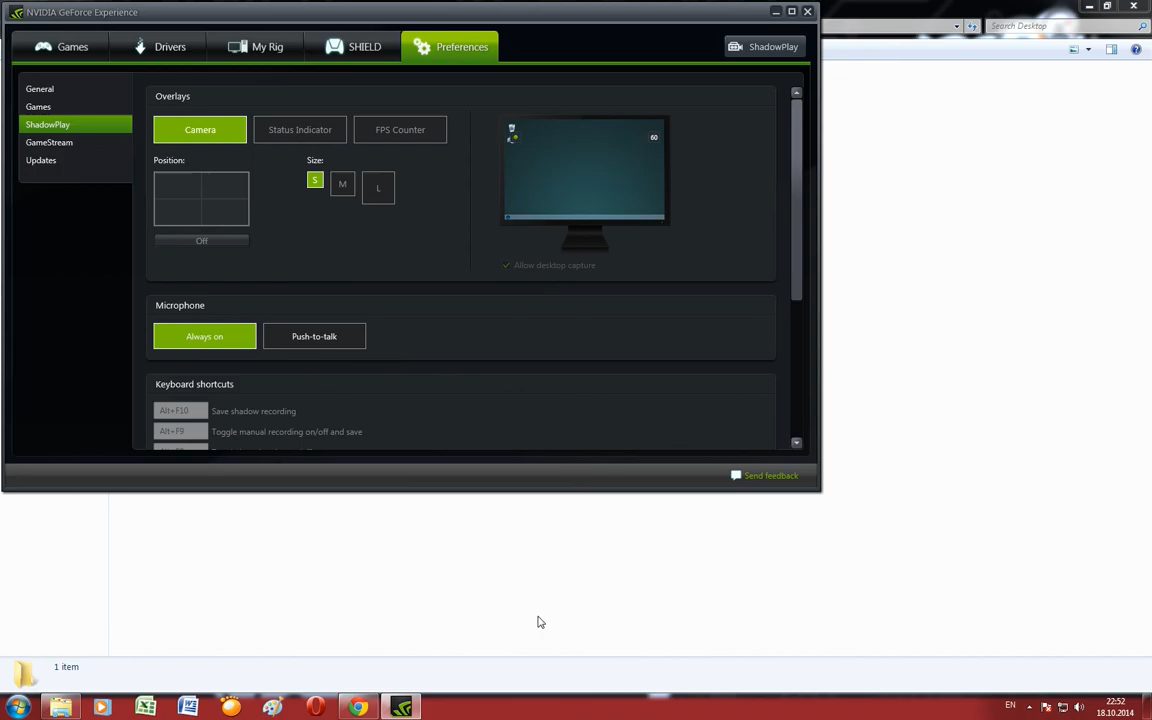 NVIDIA GeForce Experience
Search Desktop
Games
Drivers
My Rig
SHIELD
Preferences
ShadowPlay
General
Games
ShadowPlay
GameStream
Updates
Overlays
Camera
Status Indicator
FPS Counter
Position:
Size:
S
M
L
60
Off
Allow desktop capture
Microphone
Always on
Push-to-talk
Keyboard shortcuts
Alt+F10
Save shadow recording
Alt+F9
Toggle manual recording on/off and save
Send feedback
1 item
EN
22:52
18.10.2014